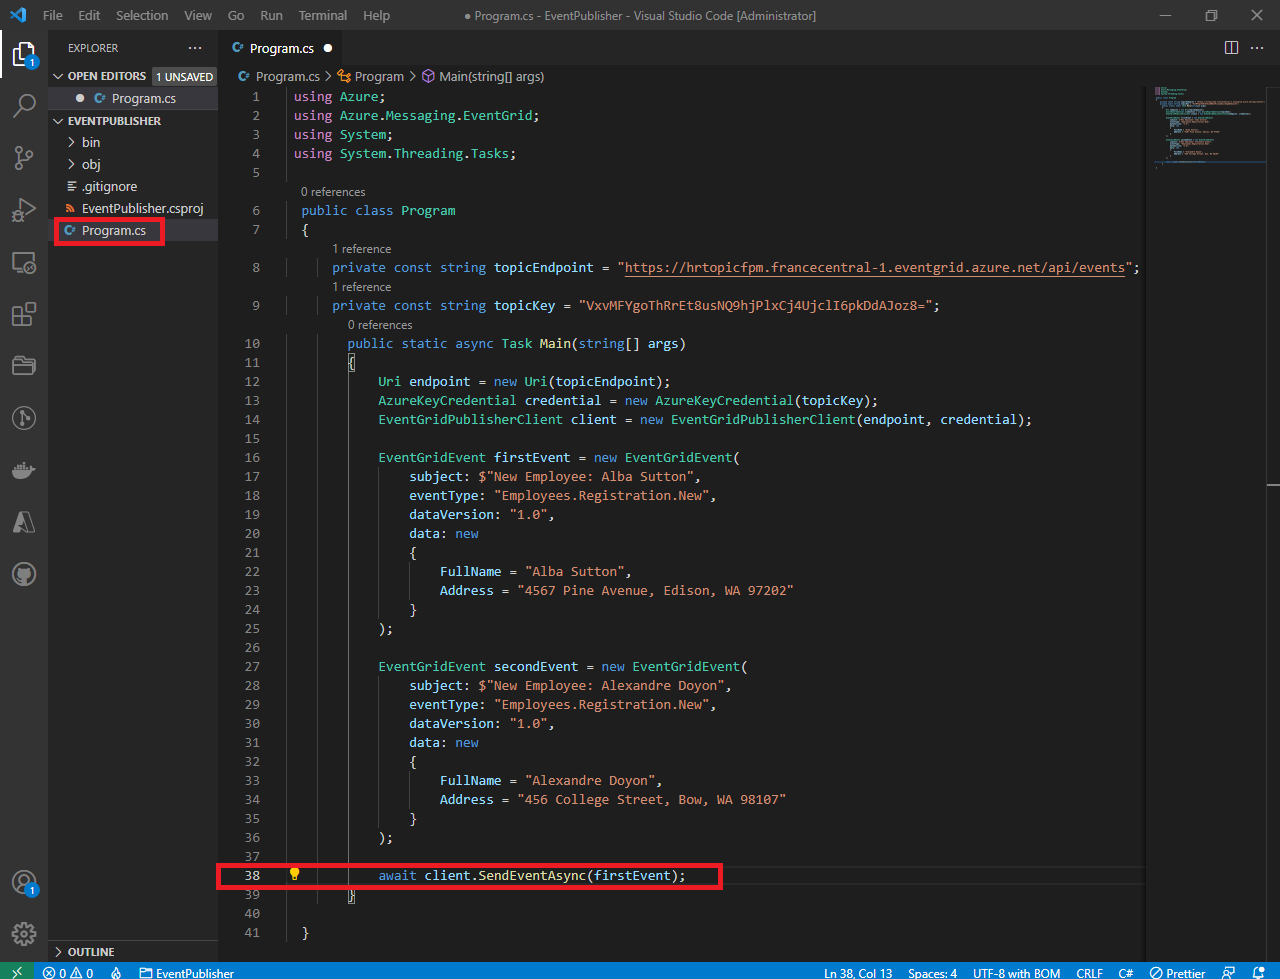 File Edit Selection View Go Run Terminal Help ● Program.cs - EventPublisher - Visual Studio Code [Administrator]
EXPLORER ···
OPEN EDITORS 1 UNSAVED
● C# Program.cs
EVENTPUBLISHER
bin
obj
.gitignore
EventPublisher.csproj
C# Program.cs
OUTLINE
1
1
C# Program.cs ●
C# Program.cs > Program > Main(string[] args)
1 using Azure;
2 using Azure.Messaging.EventGrid;
3 using System;
4 using System.Threading.Tasks;
5
0 references
6 public class Program
7 {
1 reference
8 private const string topicEndpoint = "https://hrtopicfpm.francecentral-1.eventgrid.azure.net/api/events";
1 reference
9 private const string topicKey = "VxvMFYgoThRrEt8usNQ9hjPlxCj4UjclI6pkDdAJoz8=";
0 references
10 public static async Task Main(string[] args)
11 {
12 Uri endpoint = new Uri(topicEndpoint);
13 AzureKeyCredential credential = new AzureKeyCredential(topicKey);
14 EventGridPublisherClient client = new EventGridPublisherClient(endpoint, credential);
15
16 EventGridEvent firstEvent = new EventGridEvent(
17 subject: $"New Employee: Alba Sutton",
18 eventType: "Employees.Registration.New",
19 dataVersion: "1.0",
20 data: new
21 {
22 FullName = "Alba Sutton",
23 Address = "4567 Pine Avenue, Edison, WA 97202"
24 }
25 );
26
27 EventGridEvent secondEvent = new EventGridEvent(
28 subject: $"New Employee: Alexandre Doyon",
29 eventType: "Employees.Registration.New",
30 dataVersion: "1.0",
31 data: new
32 {
33 FullName = "Alexandre Doyon",
34 Address = "456 College Street, Bow, WA 98107"
35 }
36 );
37
38 await client.SendEventAsync(firstEvent);
39 }
40
41 }
0 0 EventPublisher Ln 38, Col 13 Spaces: 4 UTF-8 with BOM CRLF C# Prettier